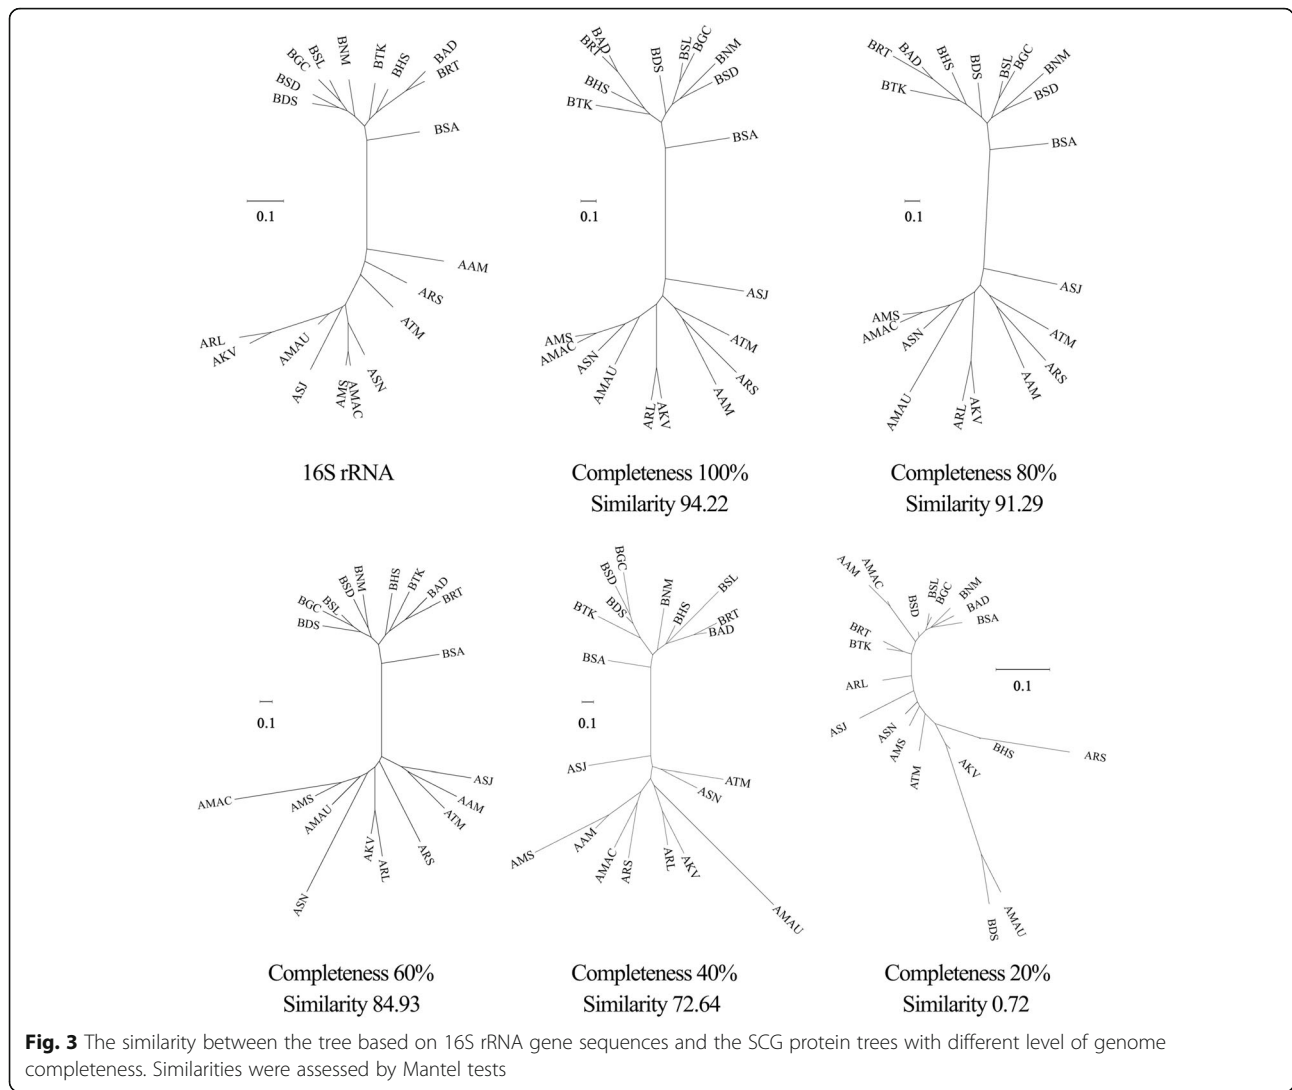 BGC
BSL
BNM
BTK
BHS
BAD
BRT
BSD
BDS
BSA
0.1
AAM
ARS
ATM
ARL
AKV
AMAU
ASJ
AMS
AMAC
ASN
16S rRNA
BAD
BRT
BDS
BSL
BGC
BNM
BSD
BHS
BTK
BSA
0.1
ASJ
AMS
AMAC
ASN
AMAU
ARL
AKV
AAM
ARS
ATM
Completeness 100%
Similarity 94.22
BRT
BAD
BHS
BDS
BSL
BGC
BNM
BSD
BTK
BSA
0.1
ASJ
AMS
AMAC
ASN
AMAU
ARL
AKV
AAM
ARS
ATM
Completeness 80%
Similarity 91.29
BGC
BSL
BSD
BNM
BHS
BTK
BAD
BRT
BDS
BSA
0.1
ASJ
AMAC
AMS
AMAU
ASN
AKV
ARL
ARS
ATM
AAM
Completeness 60%
Similarity 84.93
BGC
BSD
BDS
BTK
BNM
BHS
BSL
BRT
BAD
BSA
0.1
ASJ
ATM
ASN
AMS
AAM
AMAC
ARS
ARL
AKV
AMAU
Completeness 40%
Similarity 72.64
AAM
AMAC
BSD
BSL
BGC
BNM
BAD
BSA
BRT
BTK
ARL
0.1
ASJ
ASN
AMS
ATM
AKV
BHS
ARS
BDS
AMAU
Completeness 20%
Similarity 0.72
Fig. 3 The similarity between the tree based on 16S rRNA gene sequences and the SCG protein trees with different level of genome
completeness. Similarities were assessed by Mantel tests